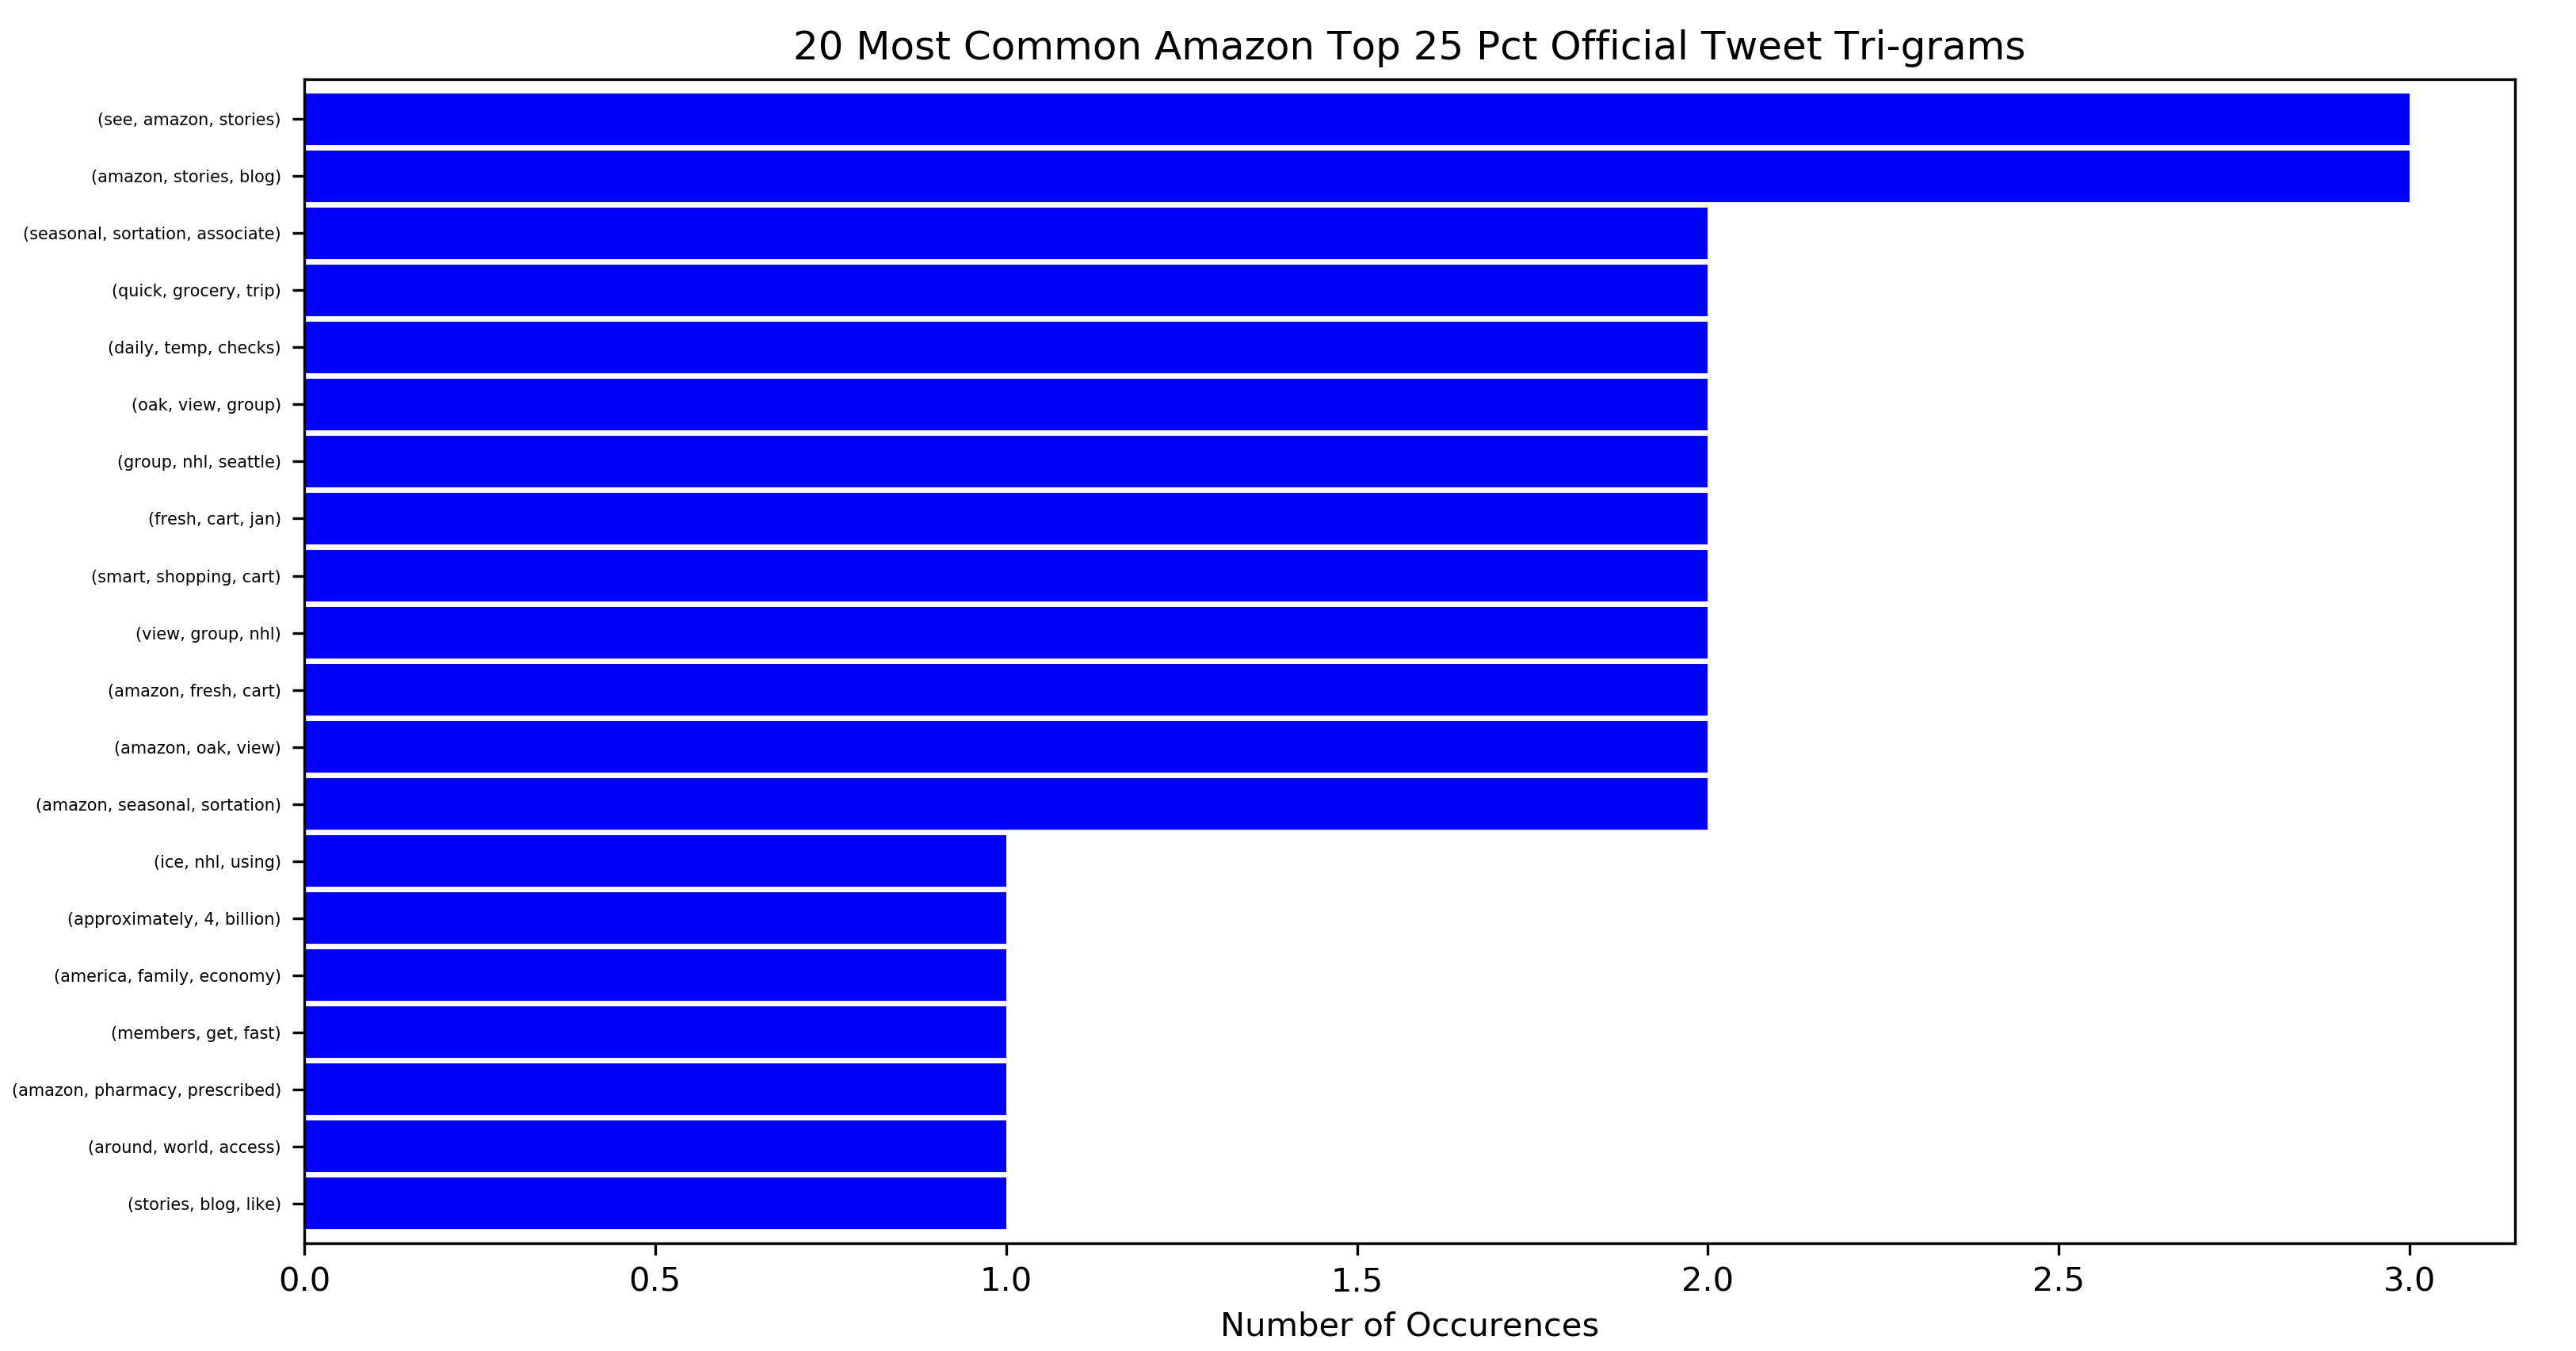 20 Most Common Amazon Top 25 Pct Official Tweet Tri-grams
(see, amazon, stories)
(amazon, stories, blog)
(seasonal, sortation, associate)
(quick, grocery, trip)
(daily, temp, checks)
(oak, view, group)
(group, nhl, seattle)
(fresh, cart, jan)
(smart, shopping, cart)
(view, group, nhl)
(amazon, fresh, cart)
(amazon, oak, view)
(amazon, seasonal, sortation)
(ice, nhl, using)
(approximately, 4, billion)
(america, family, economy)
(members, get, fast)
(amazon, pharmacy, prescribed)
(around, world, access)
(stories, blog, like)
0.0 0.5 1.0 1.5 2.0 2.5 3.0
Number of Occurences